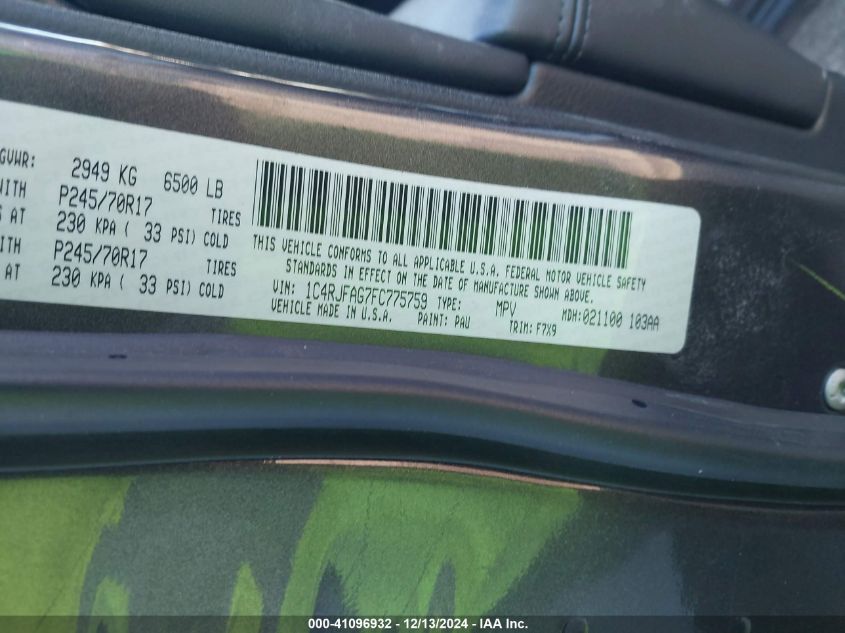 GVWR: 2949 KG 6500 LB
WITH P245/70R17 TIRES
S AT 230 KPA ( 33 PSI) COLD
WITH P245/70R17 TIRES
AT 230 KPA ( 33 PSI) COLD
THIS VEHICLE CONFORMS TO ALL APPLICABLE U.S.A. FEDERAL MOTOR VEHICLE SAFETY
STANDARDS IN EFFECT ON THE DATE OF MANUFACTURE SHOWN ABOVE.
VIN: 1C4RJFAG7FC775759 TYPE: MPV MDH:021100 103AA
VEHICLE MADE IN U.S.A. PAINT: PAU TRIM: F7X9
000-41096932 - 12/13/2024 - IAA Inc.